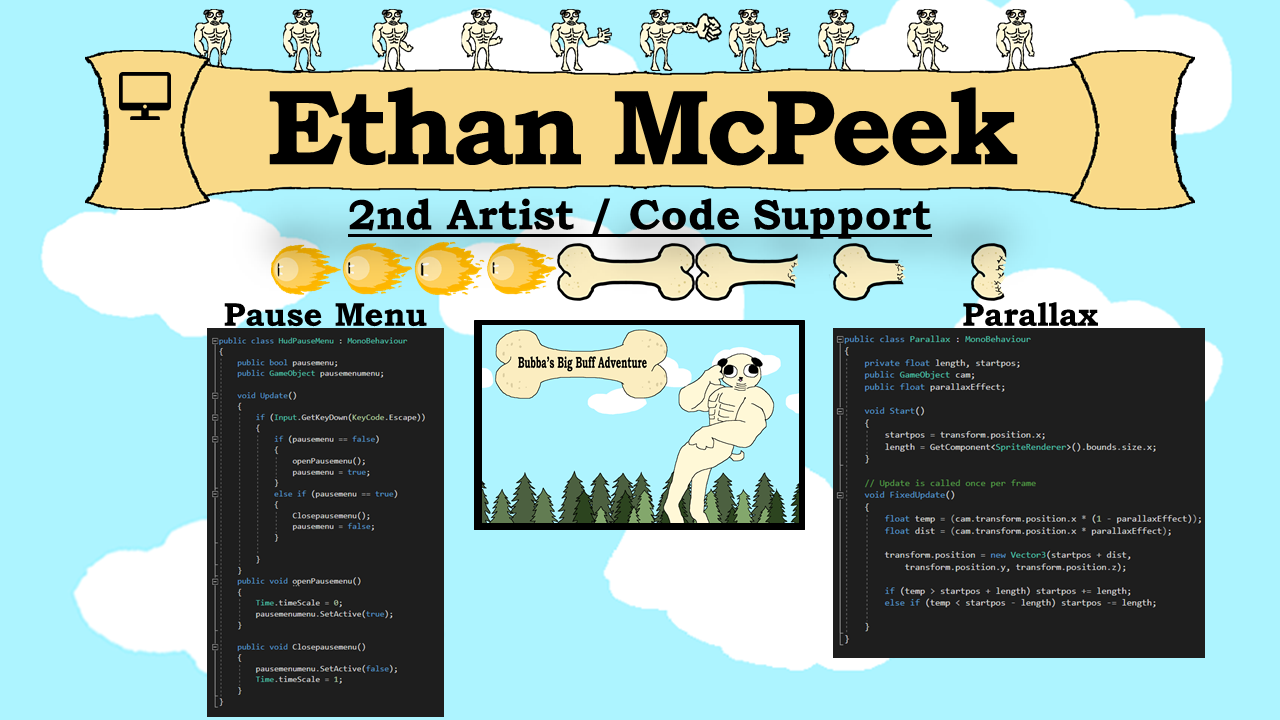 Ethan McPeek
2nd Artist / Code Support
Pause Menu
public class HudPauseMenu : MonoBehaviour
{
public bool pausemenu;
public GameObject pausemenumenu;
void Update()
{
if (Input.GetKeyDown(KeyCode.Escape))
{
if (pausemenu == false)
{
openPausemenu();
pausemenu = true;
}
else if (pausemenu == true)
{
Closepausemenu();
pausemenu = false;
}
}
}
public void openPausemenu()
{
Time.timeScale = 0;
pausemenumenu.SetActive(true);
}
public void Closepausemenu()
{
pausemenumenu.SetActive(false);
Time.timeScale = 1;
}
}
Bubba's Big Buff Adventure
Parallax
public class Parallax : MonoBehaviour
{
private float length, startpos;
public GameObject cam;
public float parallaxEffect;
void Start()
{
startpos = transform.position.x;
length = GetComponent<SpriteRenderer>().bounds.size.x;
}
// Update is called once per frame
void FixedUpdate()
{
float temp = (cam.transform.position.x * (1 - parallaxEffect));
float dist = (cam.transform.position.x * parallaxEffect);
transform.position = new Vector3(startpos + dist,
transform.position.y, transform.position.z);
if (temp > startpos + length) startpos += length;
else if (temp < startpos - length) startpos -= length;
}
}